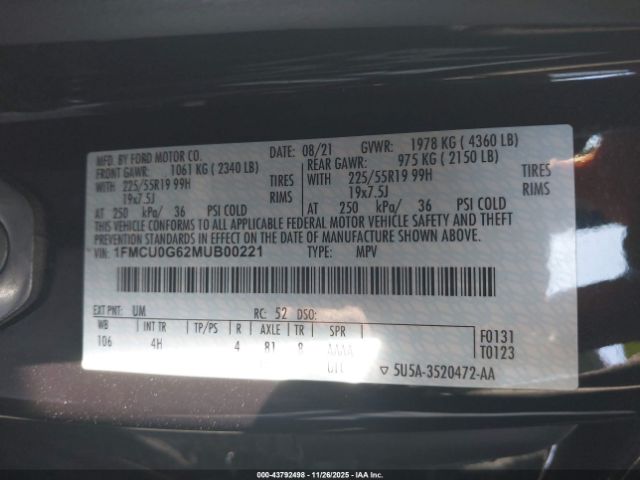 MFD. BY FORD MOTOR CO.
DATE: 08/21 GVWR: 1978 KG ( 4360 LB)
FRONT GAWR: 1061 KG ( 2340 LB) REAR GAWR: 975 KG ( 2150 LB)
WITH 225/55R19 99H TIRES WITH 225/55R19 99H TIRES
19x7.5J RIMS 19x7.5J RIMS
AT 250 kPa/ 36 PSI COLD AT 250 kPa/ 36 PSI COLD
THIS VEHICLE CONFORMS TO ALL APPLICABLE FEDERAL MOTOR VEHICLE SAFETY AND THEFT
PREVENTION STANDARDS IN EFFECT ON THE DATE OF MANUFACTURE SHOWN ABOVE.
VIN: 1FMCU0G62MUB00221 TYPE: MPV
EXT PNT: UM RC: 52 DSO:
WB INT TR TP/PS R AXLE TR SPR
106 4H 4 81 8 AAAA
F0131
T0123
5U5A-3520472-AA
000-43792498 - 11/26/2025 - IAAI.COM